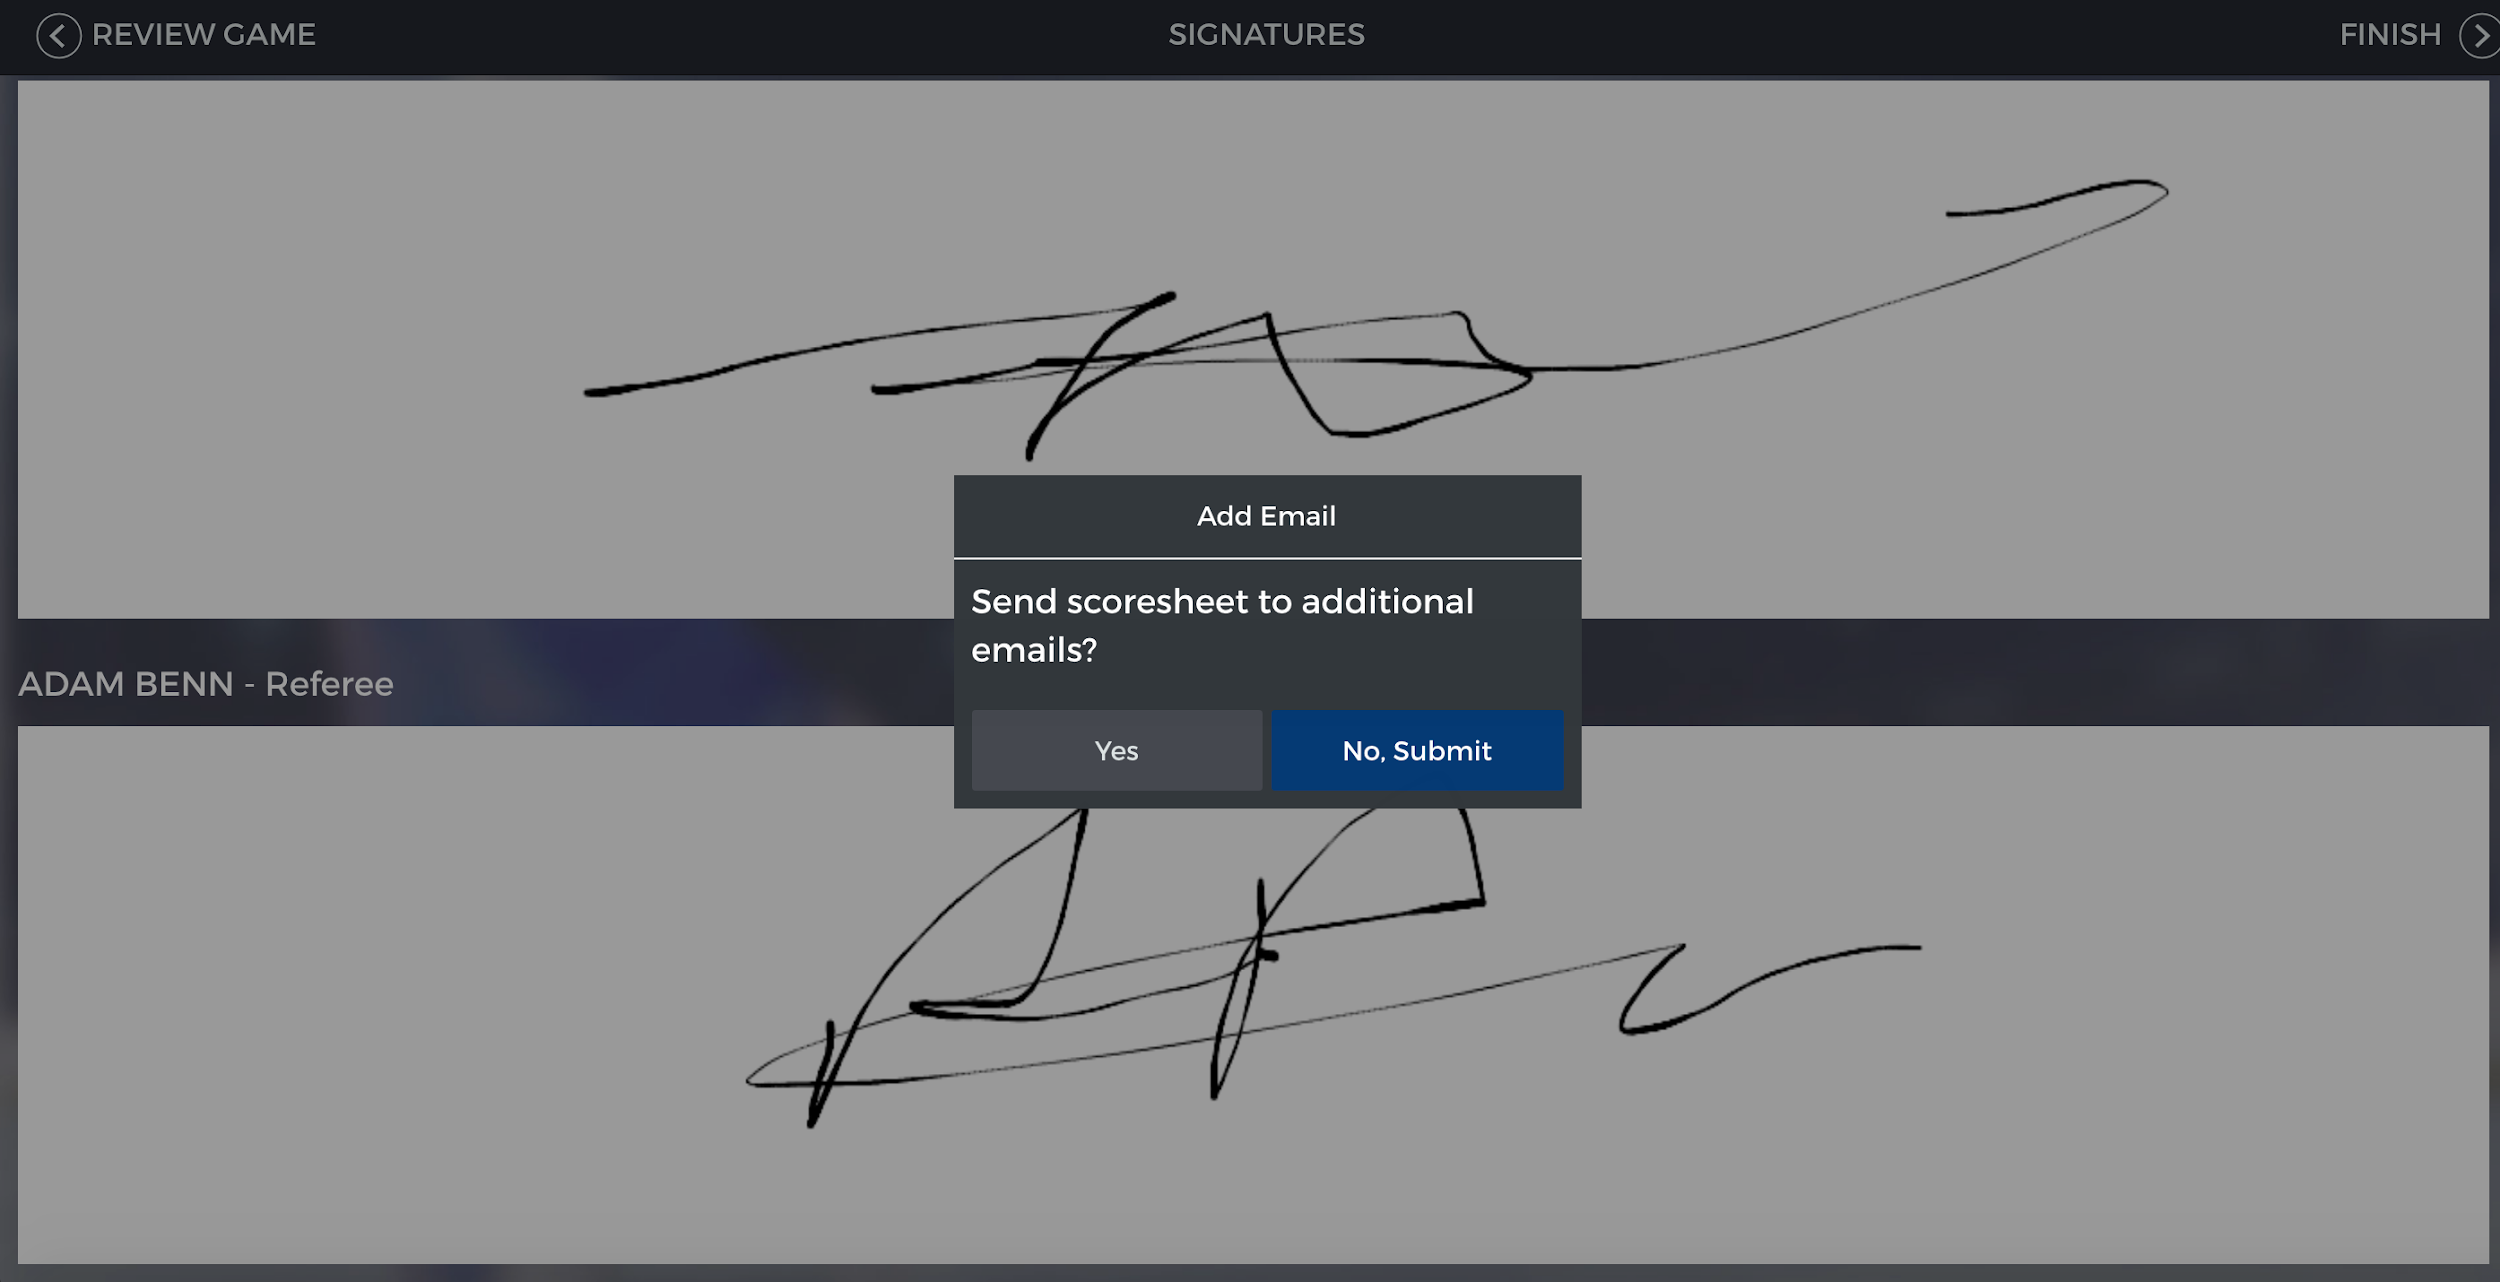 REVIEW GAME
SIGNATURES
FINISH
Add Email
Send scoresheet to additional
emails?
Yes
No, Submit
ADAM BENN - Referee